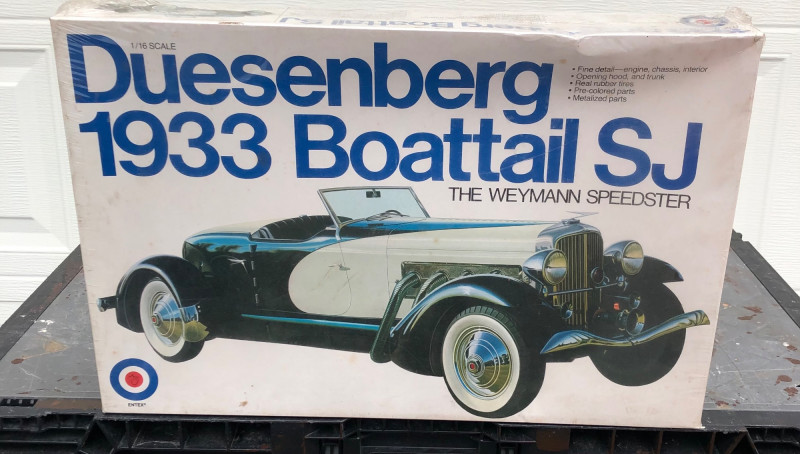 1/16 SCALE
Duesenberg
1933 Boattail SJ
THE WEYMANN SPEEDSTER
• Fine detail—engine, chassis, interior
• Opening hood, and trunk
• Real rubber tires
• Pre-colored parts
• Metalized parts
ENTEX